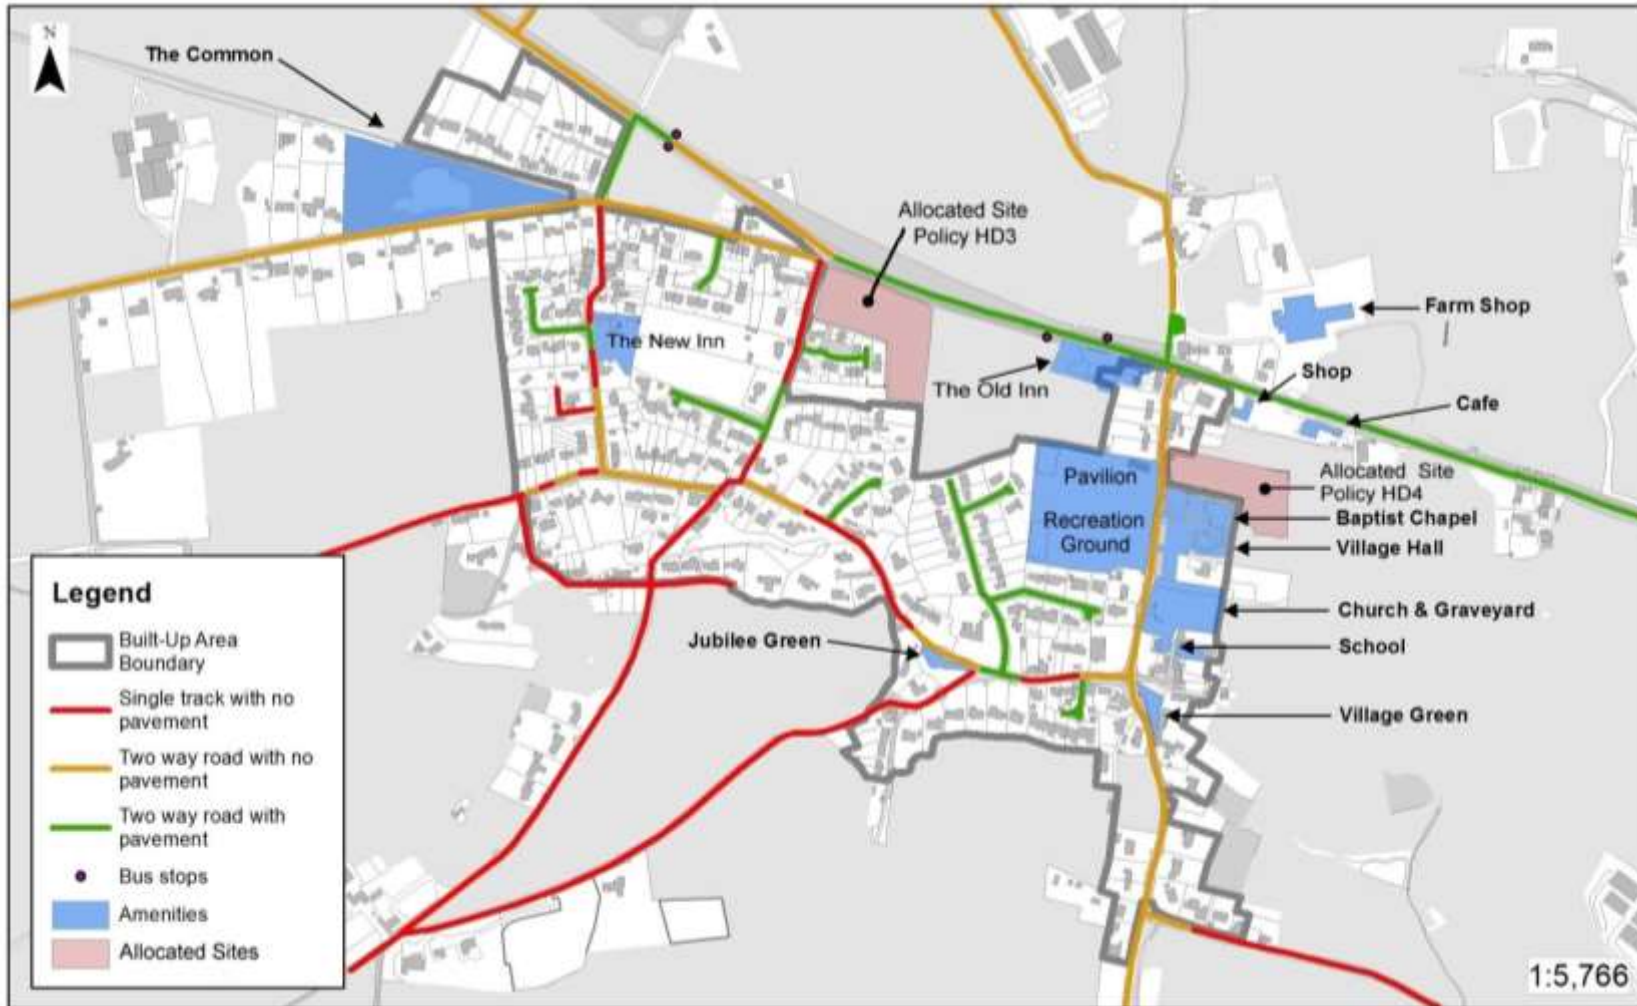 N
The Common
Allocated Site
Policy HD3
Farm Shop
The New Inn
Shop
The Old Inn
Cafe
Pavilion
Allocated Site
Policy HD4
Recreation
Ground
Baptist Chapel
Village Hall
Church & Graveyard
Jubilee Green
School
Village Green
Legend
Built-Up Area
Boundary
Single track with no
pavement
Two way road with no
pavement
Two way road with
pavement
Bus stops
Amenities
Allocated Sites
1:5,766